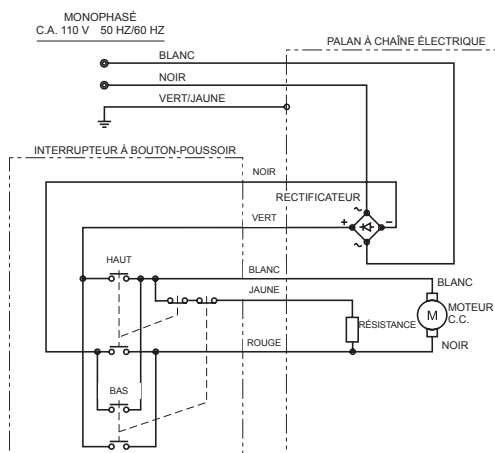 MONOPHASÉ
C.A. 110 V 50 HZ/60 HZ
PALAN À CHAÎNE ÉLECTRIQUE
BLANC
NOIR
VERT/JAUNE
INTERRUPTEUR À BOUTON-POUSSOIR
NOIR
RECTIFICATEUR
~
VERT
+
−
~
HAUT
BLANC
BLANC
JAUNE
M
MOTEUR
C.C.
RÉSISTANCE
ROUGE
NOIR
BAS